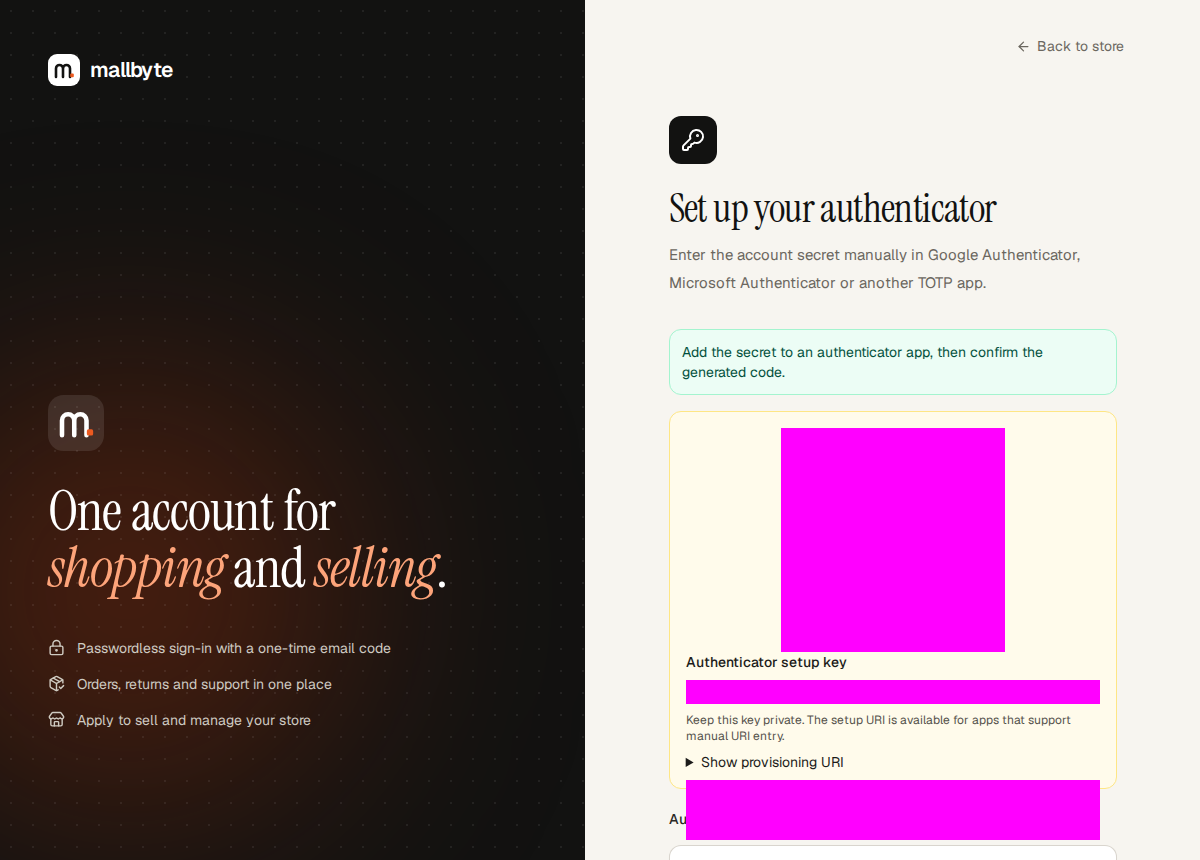 mallbyte
One account for
shopping and selling.
Passwordless sign-in with a one-time email code
Orders, returns and support in one place
Apply to sell and manage your store
Back to store
Set up your authenticator
Enter the account secret manually in Google Authenticator,
Microsoft Authenticator or another TOTP app.
Add the secret to an authenticator app, then confirm the
generated code.
Authenticator setup key
Keep this key private. The setup URI is available for apps that support
manual URI entry.
Show provisioning URI